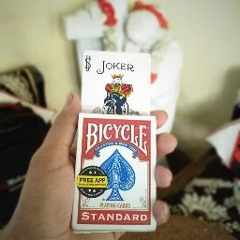 JOKER
BICYCLE
FREE APP
PLAYING CARDS
STANDARD